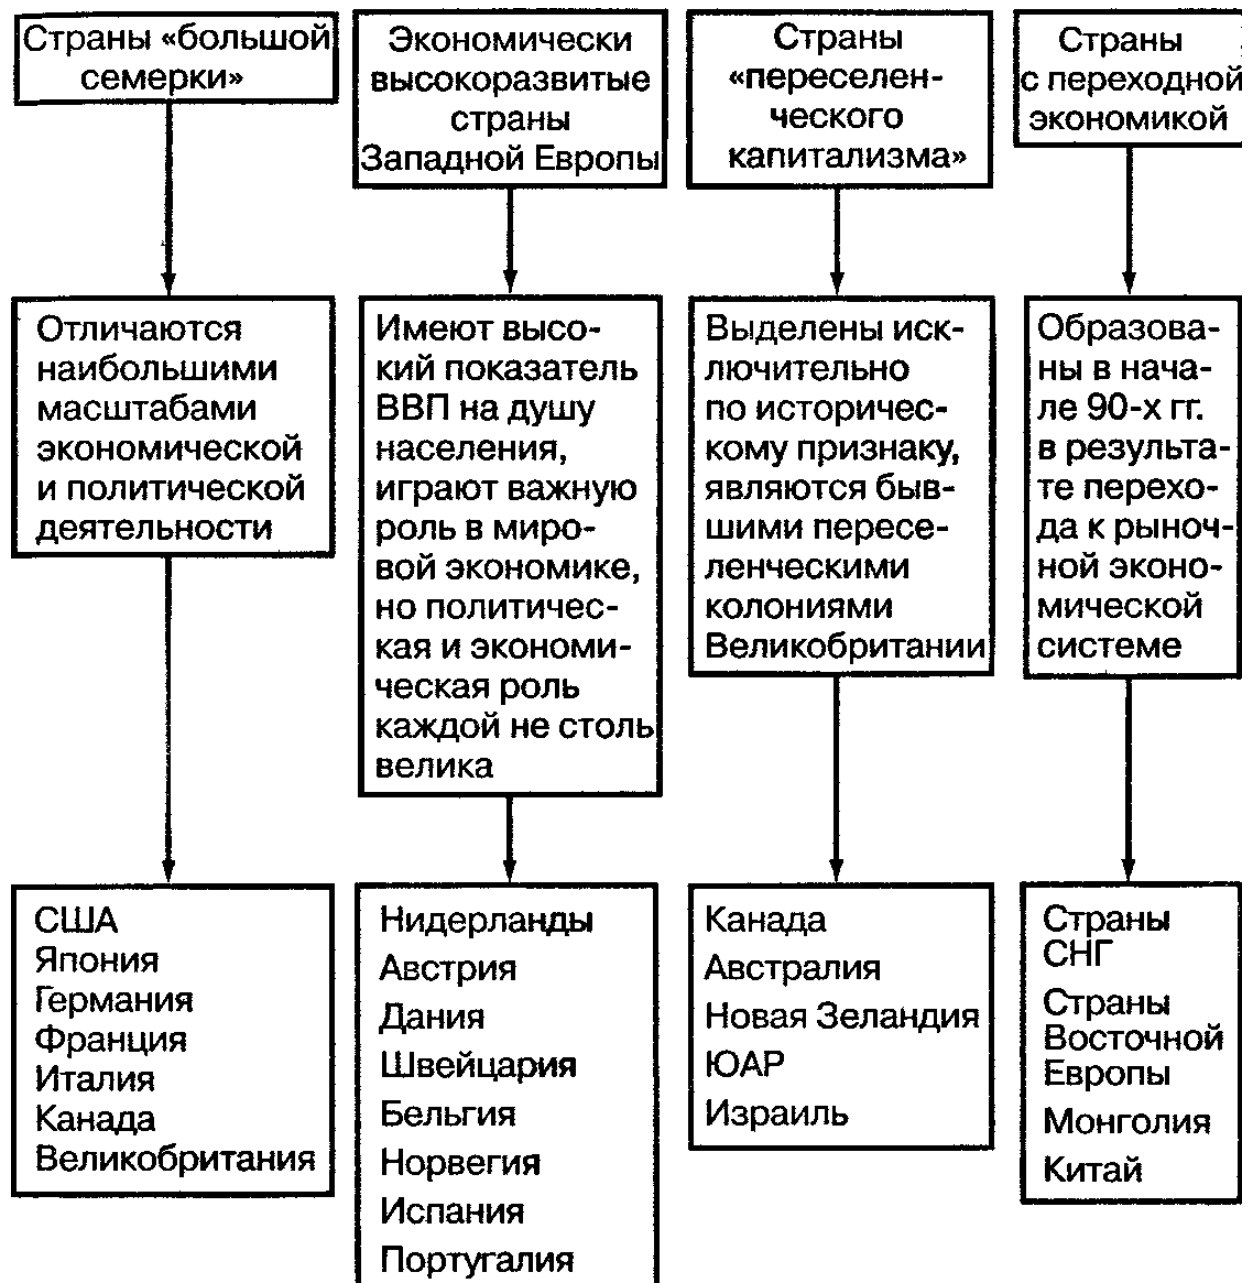 Страны «большой
семерки»
Экономически
высокоразвитые
страны
Западной Европы
Страны
«переселен-
ческого
капитализма»
Страны
с переходной
экономикой
Отличаются
наибольшими
масштабами
экономической
и политической
деятельности
Имеют высо-
кий показатель
ВВП на душу
населения,
играют важную
роль в миро-
вой экономике,
но политичес-
кая и экономи-
ческая роль
каждой не столь
велика
Выделены иск-
лючительно
по историчес-
кому признаку,
являются быв-
шими пересе-
ленческими
колониями
Великобритании
Образова-
ны в нача-
ле 90-х гг.
в результа-
те перехо-
да к рыноч-
ной эконо-
мической
системе
США
Япония
Германия
Франция
Италия
Канада
Великобритания
Нидерланды
Австрия
Дания
Швейцария
Бельгия
Норвегия
Испания
Португалия
Канада
Австралия
Новая Зеландия
ЮАР
Израиль
Страны
СНГ
Страны
Восточной
Европы
Монголия
Китай